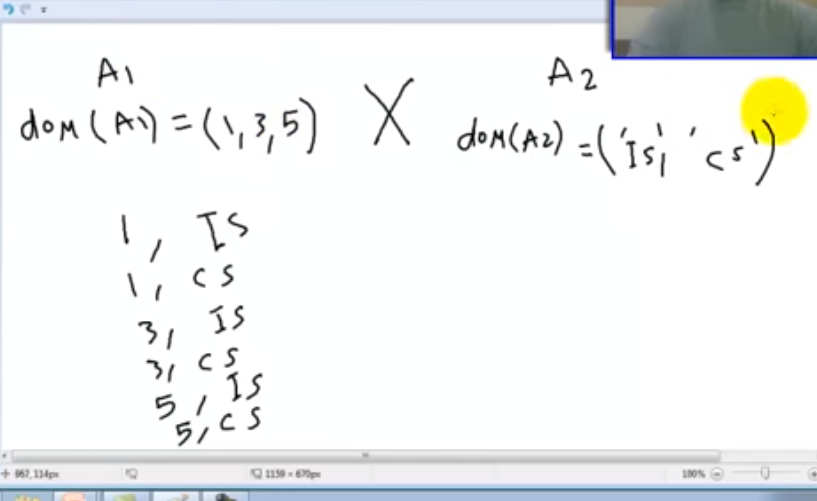 A1
A2
dom(A1) = (1,3,5)
X
dom(A2) = ('IS', 'CS')
1, IS
1, CS
3, IS
3, CS
5, IS
5, CS
967, 114px
1159 × 670px
100%